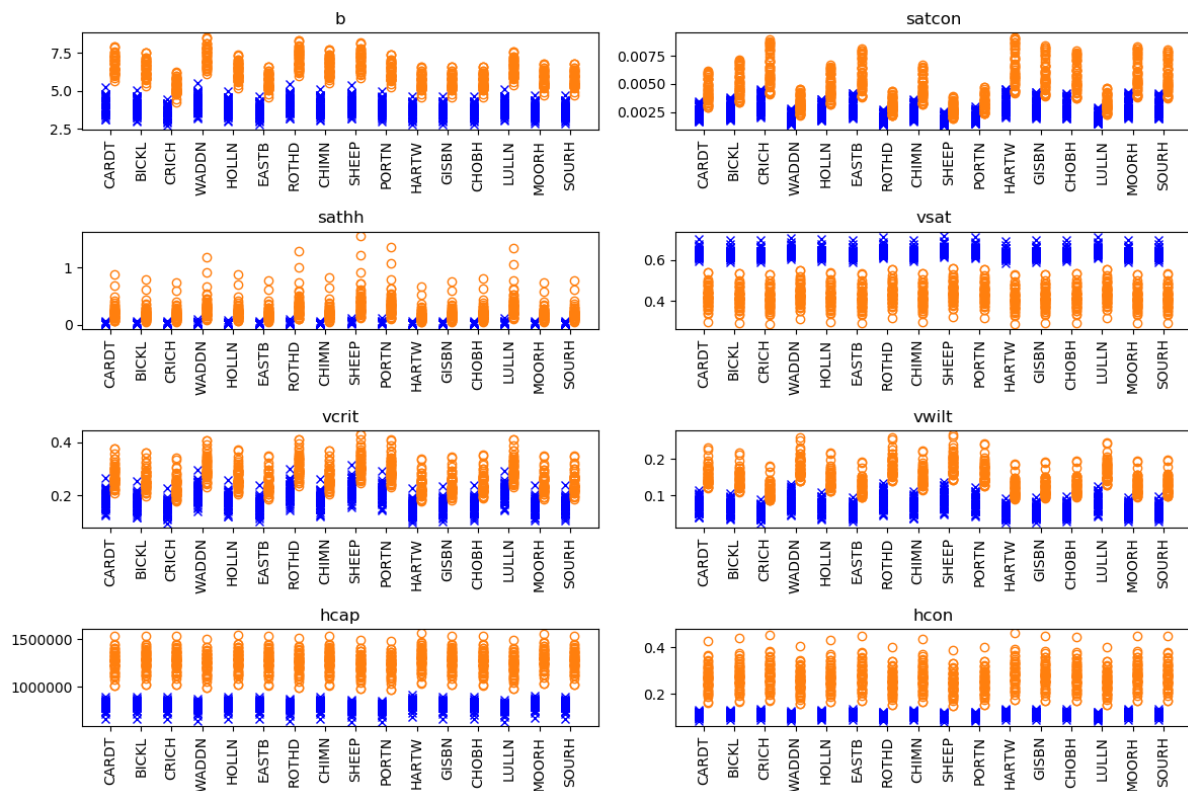 b
7.5
5.0
2.5
CARDT BICKL CRICH WADDN HOLLN EASTB ROTHD CHIMN SHEEP PORTN HARTW GISBN CHOBH LULLN MOORH SOURH
satcon
0.0075
0.0050
0.0025
CARDT BICKL CRICH WADDN HOLLN EASTB ROTHD CHIMN SHEEP PORTN HARTW GISBN CHOBH LULLN MOORH SOURH
sathh
1
0
CARDT BICKL CRICH WADDN HOLLN EASTB ROTHD CHIMN SHEEP PORTN HARTW GISBN CHOBH LULLN MOORH SOURH
vsat
0.6
0.4
CARDT BICKL CRICH WADDN HOLLN EASTB ROTHD CHIMN SHEEP PORTN HARTW GISBN CHOBH LULLN MOORH SOURH
vcrit
0.4
0.2
CARDT BICKL CRICH WADDN HOLLN EASTB ROTHD CHIMN SHEEP PORTN HARTW GISBN CHOBH LULLN MOORH SOURH
vwilt
0.2
0.1
CARDT BICKL CRICH WADDN HOLLN EASTB ROTHD CHIMN SHEEP PORTN HARTW GISBN CHOBH LULLN MOORH SOURH
hcap
1500000
1000000
CARDT BICKL CRICH WADDN HOLLN EASTB ROTHD CHIMN SHEEP PORTN HARTW GISBN CHOBH LULLN MOORH SOURH
hcon
0.4
0.2
CARDT BICKL CRICH WADDN HOLLN EASTB ROTHD CHIMN SHEEP PORTN HARTW GISBN CHOBH LULLN MOORH SOURH